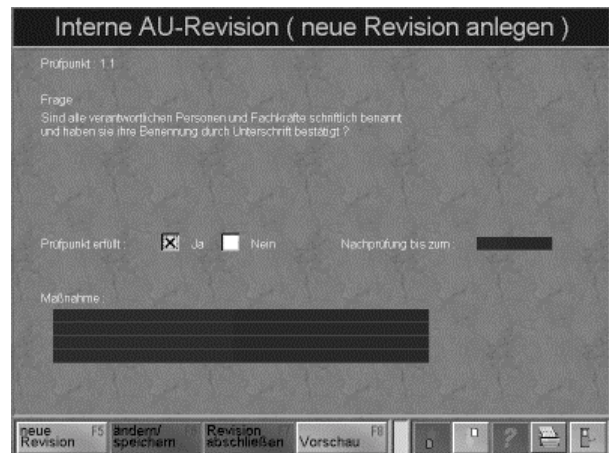 Interne AU-Revision ( neue Revision anlegen )
Prüfpunkt : 1.1
Frage
Sind alle verantwortlichen Personen und Fachkräfte schriftlich benannt
und haben sie ihre Benennung durch Unterschrift bestätigt ?
Prüfpunkt erfüllt : Ja Nein Nachprüfung bis zum :
Maßnahme :
neue Revision F5 ändern/ speichern F6 Revision abschließen F7 Vorschau F8 D ?